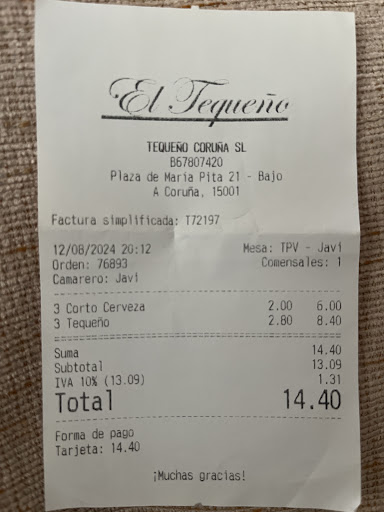 El Tequeño
TEQUEÑO CORUÑA SL
B67807420
Plaza de María Pita 21 - Bajo
A Coruña, 15001
Factura simplificada: T72197
12/08/2024 20:12 Mesa: TPV - Javi
Orden: 76893 Comensales: 1
Camarero: Javi
3 Corto Cerveza 2.00 6.00
3 Tequeño 2.80 8.40
Suma 14.40
Subtotal 13.09
IVA 10% (13.09) 1.31
Total 14.40
Forma de pago
Tarjeta: 14.40
¡Muchas gracias!